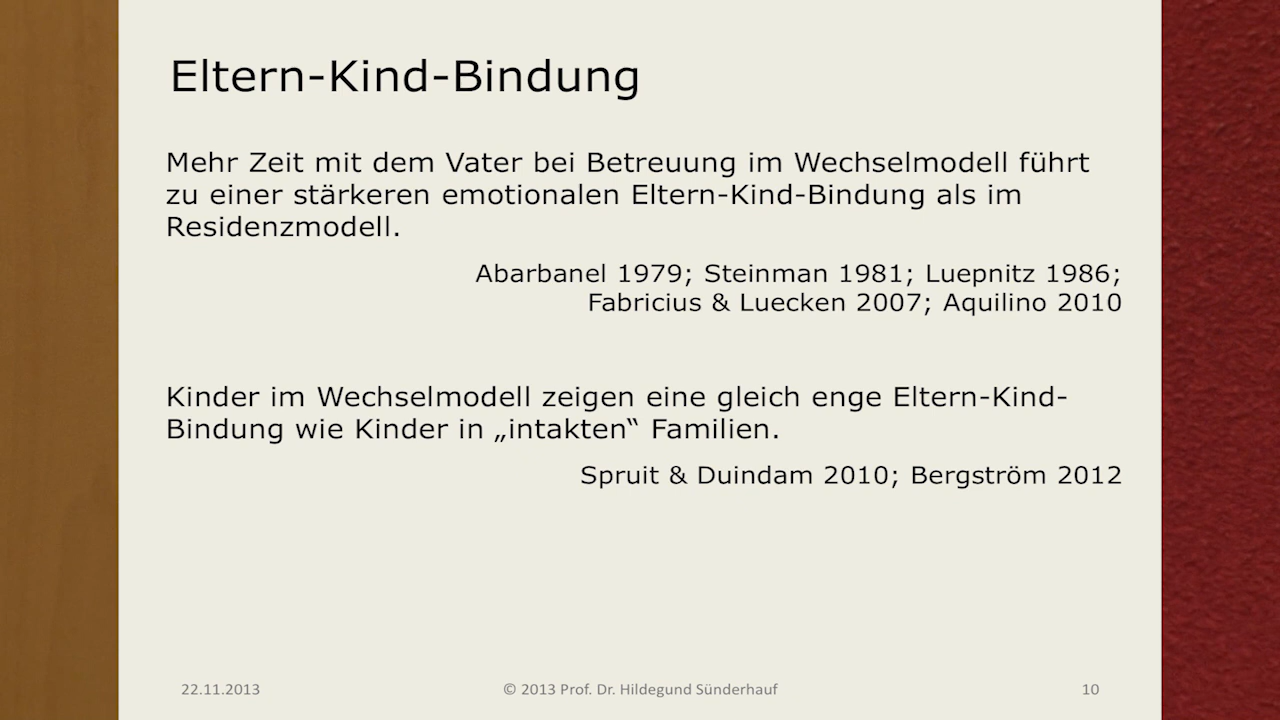 Eltern-Kind-Bindung
Mehr Zeit mit dem Vater bei Betreuung im Wechselmodell führt
zu einer stärkeren emotionalen Eltern-Kind-Bindung als im
Residenzmodell.
Abarbanel 1979; Steinman 1981; Luepnitz 1986;
Fabricius & Luecken 2007; Aquilino 2010
Kinder im Wechselmodell zeigen eine gleich enge Eltern-Kind-
Bindung wie Kinder in „intakten“ Familien.
Spruit & Duindam 2010; Bergström 2012
22.11.2013
© 2013 Prof. Dr. Hildegund Sünderhauf
10